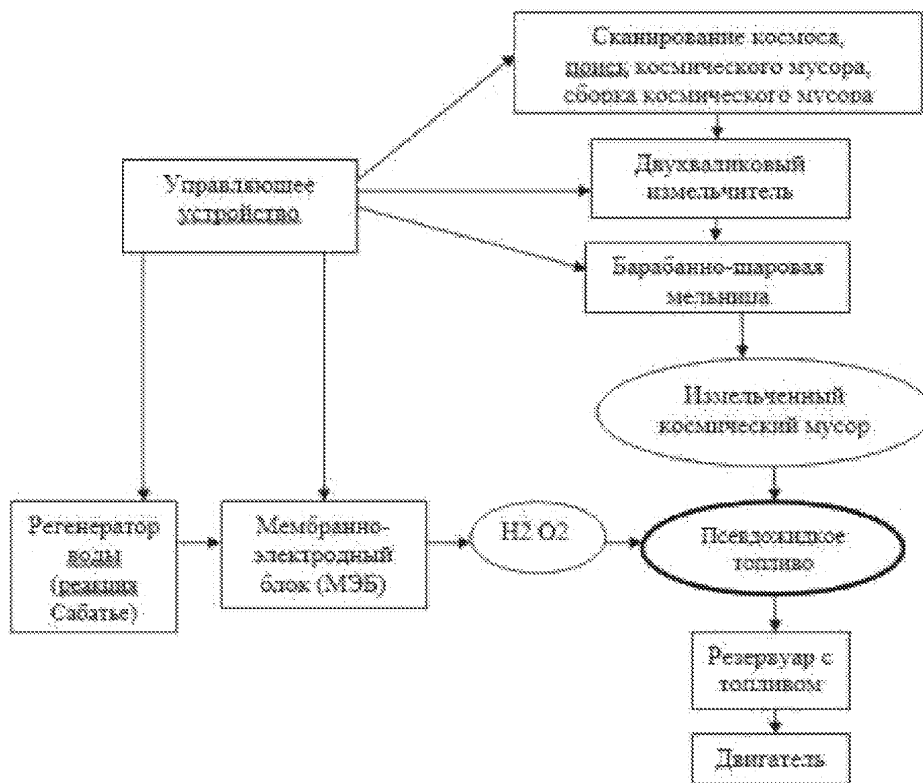 Сканирование космоса,
поиск космического мусора,
сборка космического мусора
Управляющее
устройство
Двухваликовый
измельчитель
Барабанно-шаровая
мельница
Измельченный
космический мусор
Регенератор
воды
(реакция
Сабатье)
Мембранно-
электродный
блок (МЭБ)
H2 O2
Псевдожидкое
топливо
Резервуар с
топливом
Двигатель